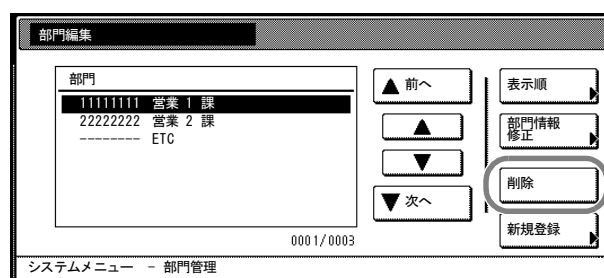 部門編集
部門
11111111 営業 1 課
22222222 営業 2 課
-------- ETC
0001/0003
前へ
次へ
表示順
部門情報
修正
削除
新規登録
システムメニュー - 部門管理